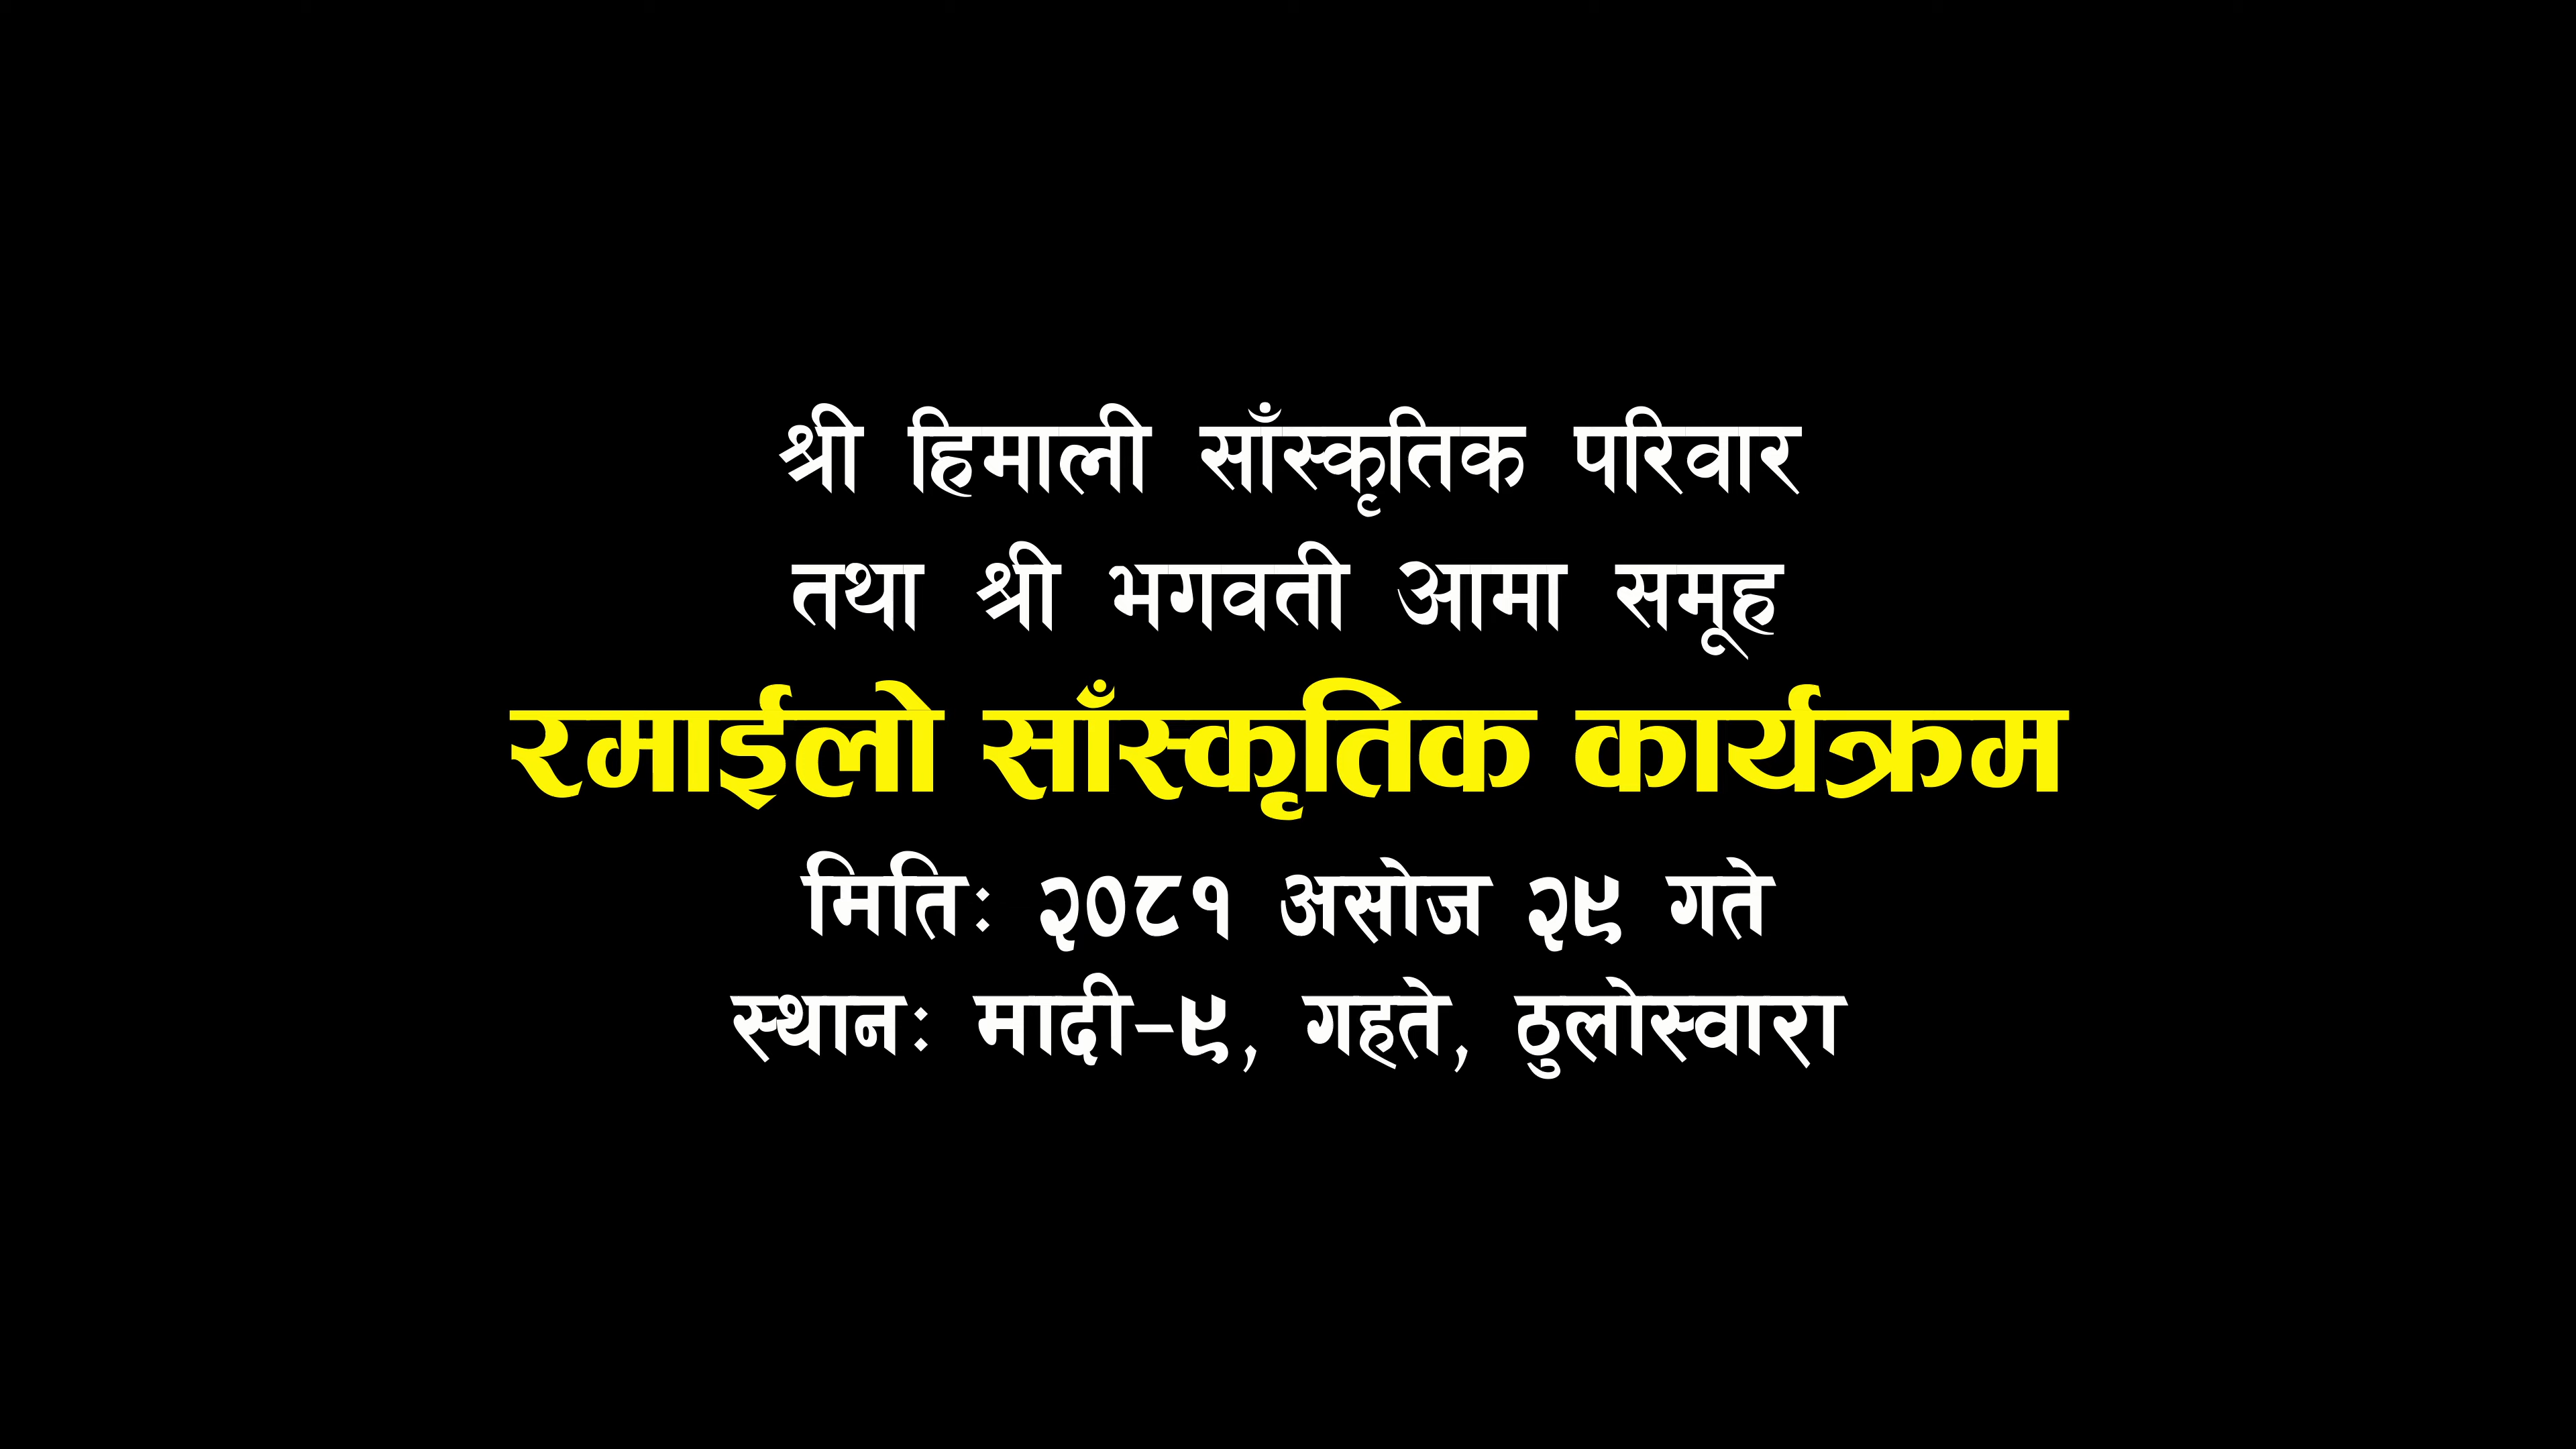 श्री हिमाली साँस्कृतिक परिवार
तथा श्री भगवती आमा समूह
रमाईलो साँस्कृतिक कार्यक्रम
मितिः २०८१ असोज २९ गते
स्थानः मादी-९, गहते, ठुलोस्वारा